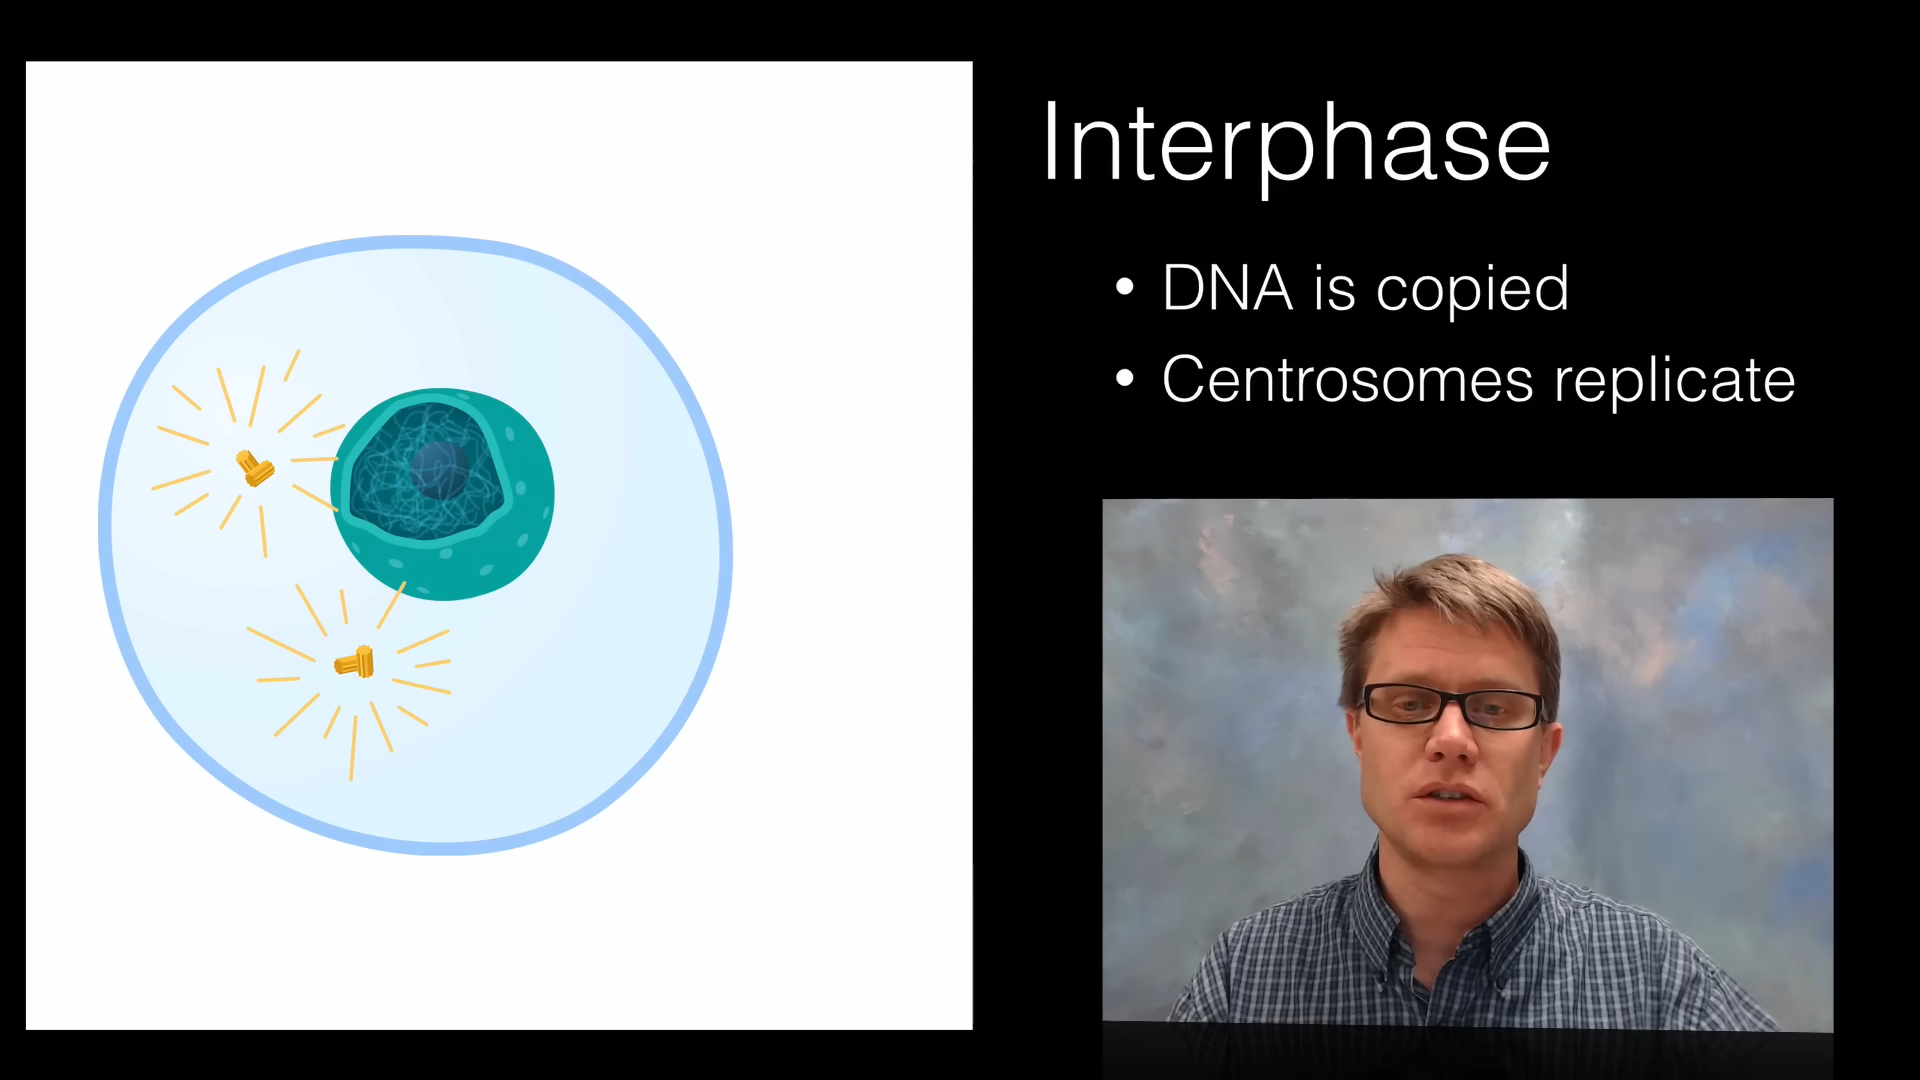 Interphase
• DNA is copied
• Centrosomes replicate